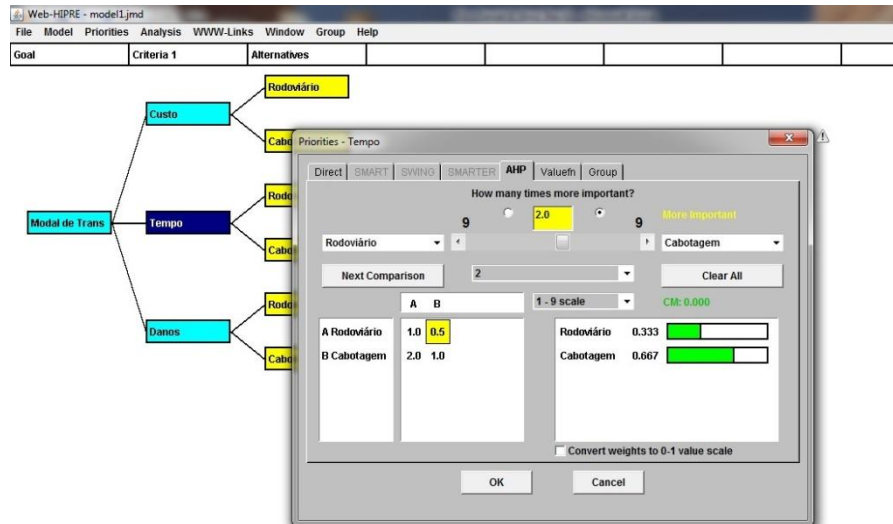 Web-HIPRE - model1.jmd
File Model Priorities Analysis WWW-Links Window Group Help
Goal Criteria 1 Alternatives
Rodoviário
Custo
Cabo
Priorities - Tempo
Direct SMART SWING SMARTER AHP Valuefn Group
How many times more important?
9 2.0 9 More Important
Rodoviário Cabotagem
Next Comparison 2 Clear All
A B 1 - 9 scale CM: 0.000
A Rodoviário 1.0 0.5 Rodoviário 0.333
B Cabotagem 2.0 1.0 Cabotagem 0.667
Convert weights to 0-1 value scale
OK Cancel
Rodo
Modal de Trans Tempo
Cabo
Rodo
Danos
Cabo